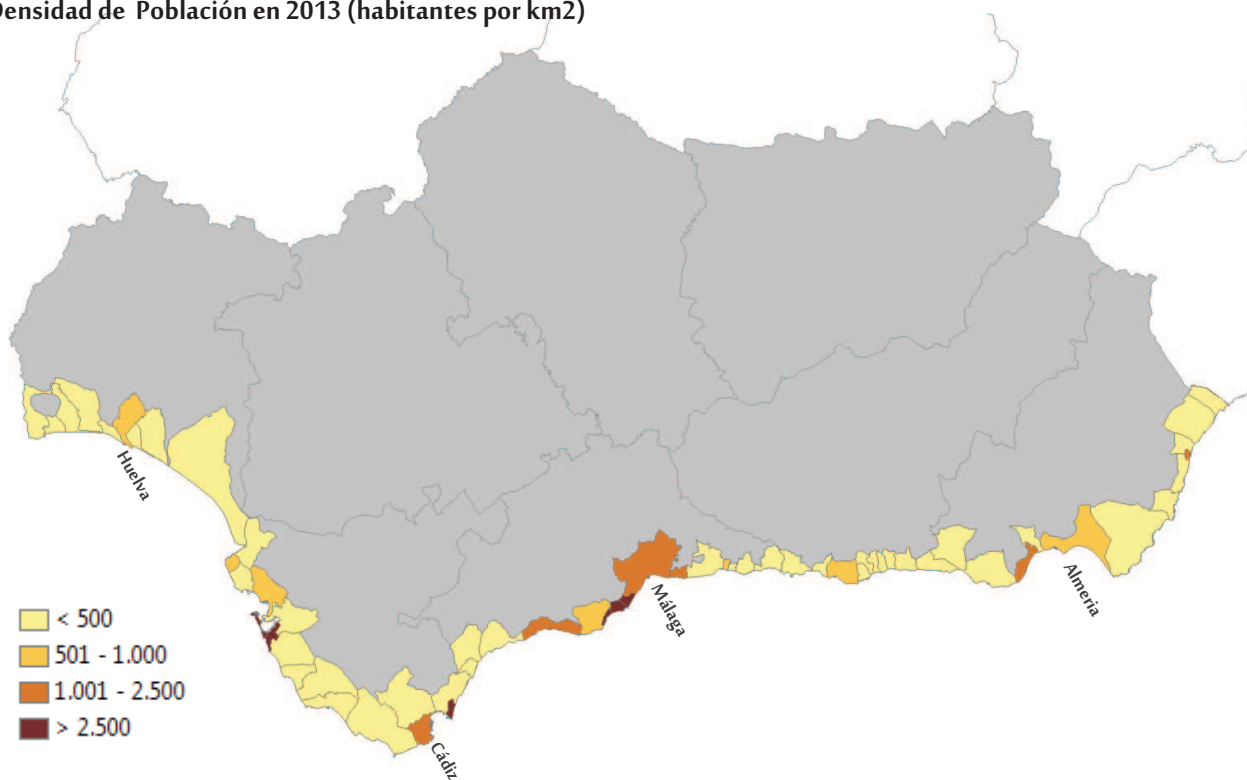 Densidad de Población en 2013 (habitantes por km2)
Huelva
Málaga
Almeria
Cádiz
< 500
501 - 1.000
1.001 - 2.500
> 2.500